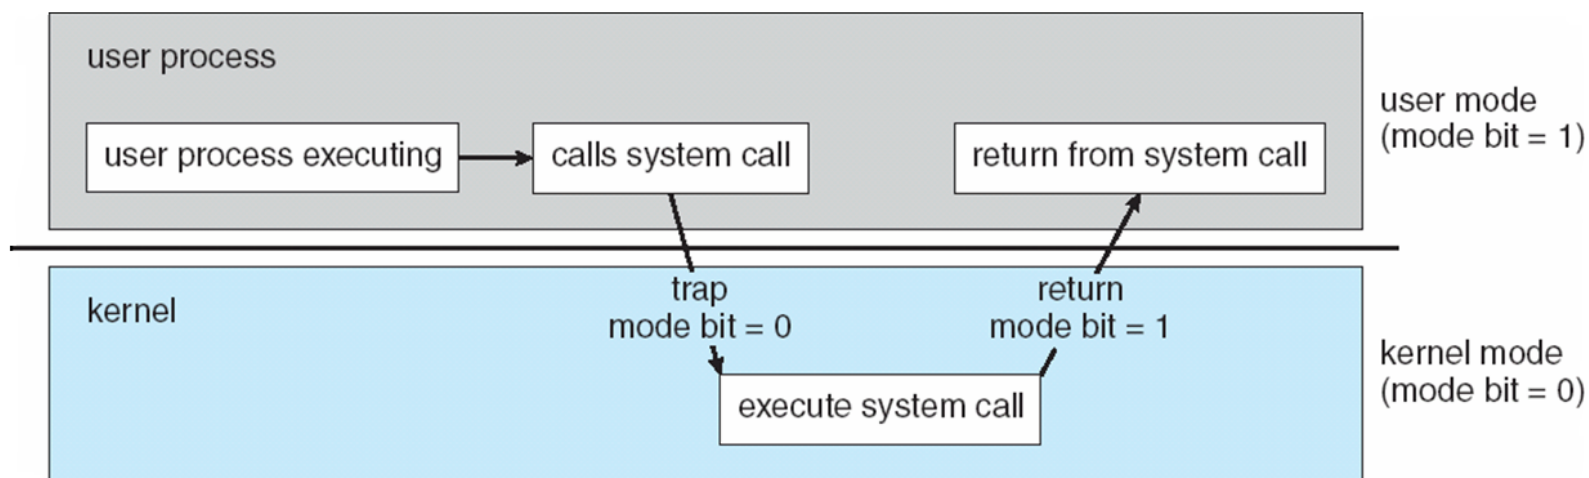 user process
user process executing
calls system call
return from system call
user mode
(mode bit = 1)
kernel
trap
mode bit = 0
return
mode bit = 1
execute system call
kernel mode
(mode bit = 0)